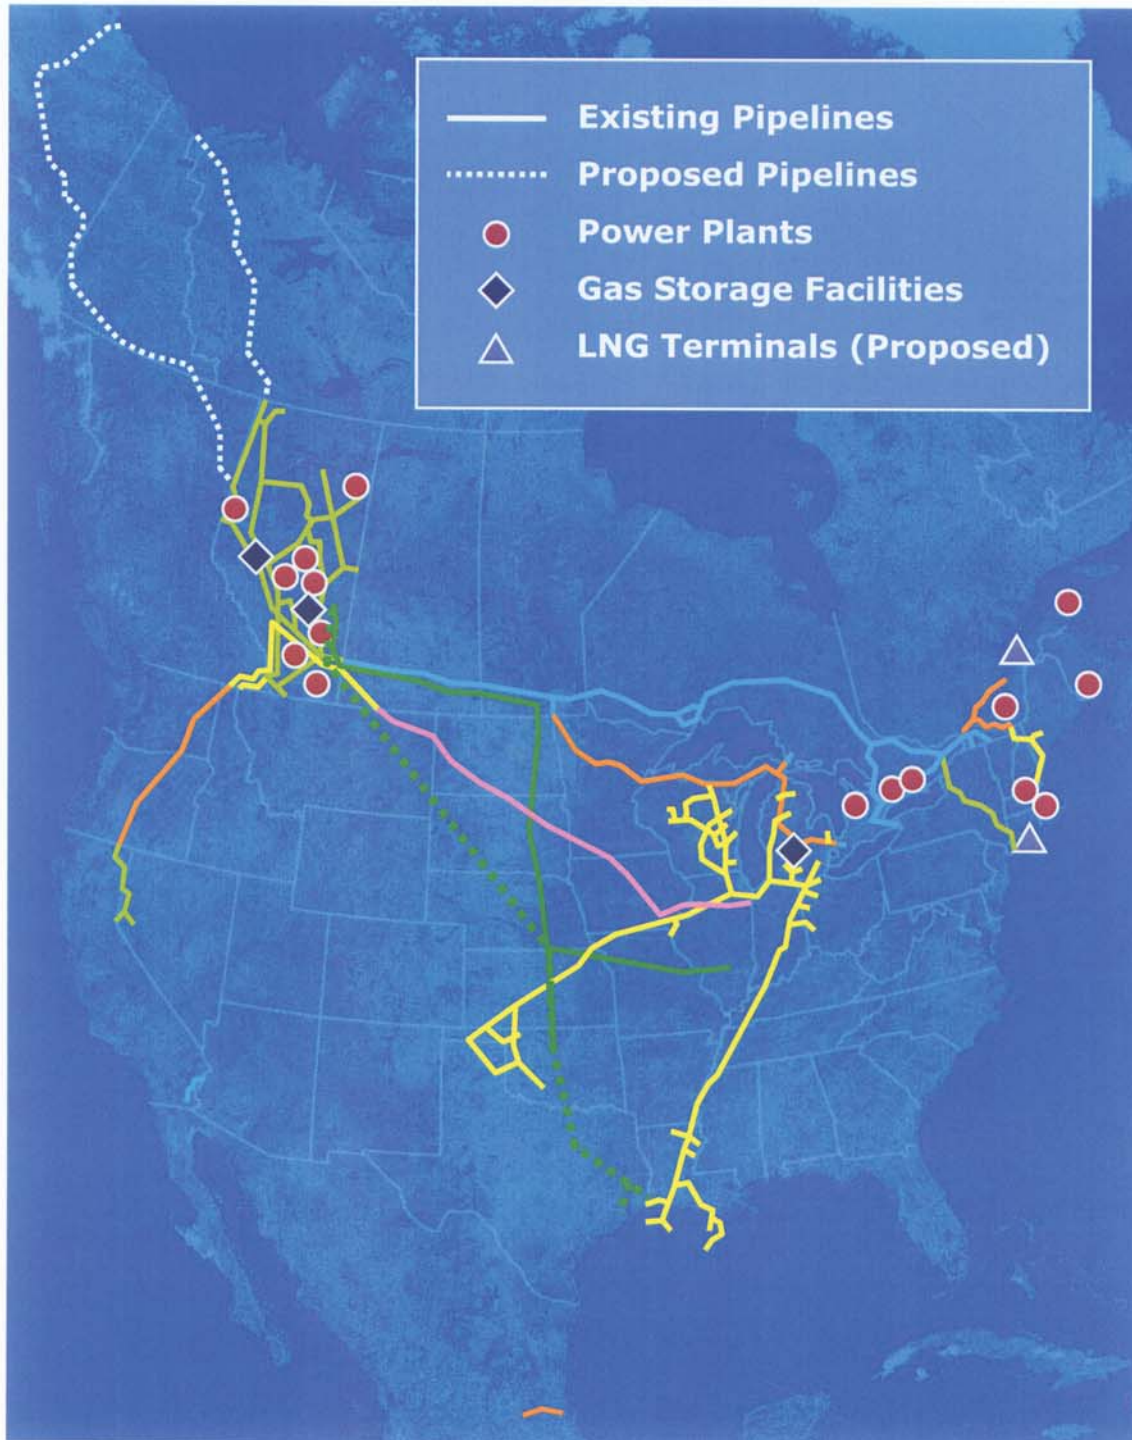 Existing Pipelines
Proposed Pipelines
Power Plants
Gas Storage Facilities
LNG Terminals (Proposed)